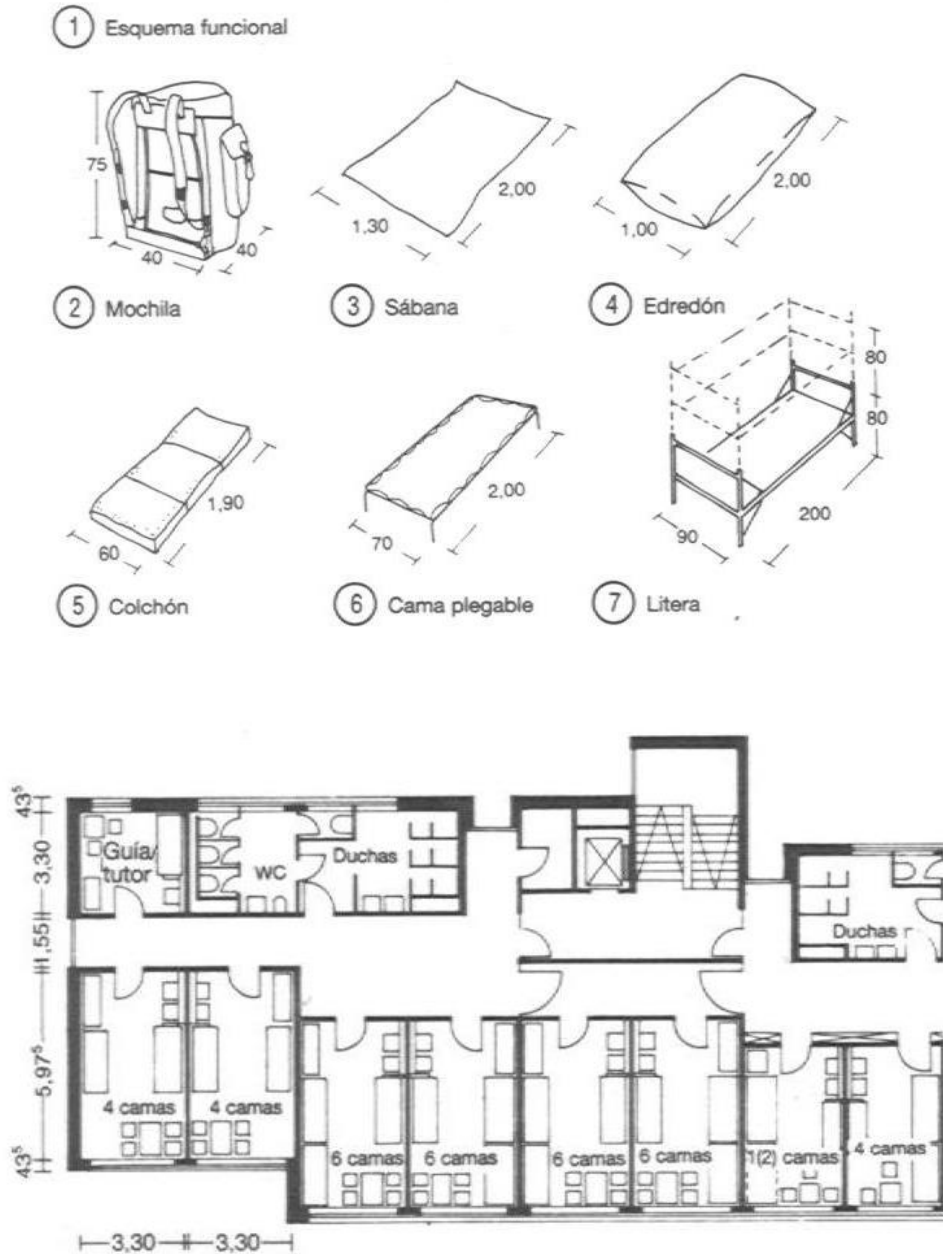 1 Esquema funcional
75
40
40
1,30
2,00
1,00
2,00
2 Mochila
3 Sábana
4 Edredón
80
80
60
1,90
70
2,00
90
200
5 Colchón
6 Cama plegable
7 Litera
43⁵
3,30
1,55
5,97⁵
43⁵
Guía/
tutor
WC
Duchas
Duchas
4 camas
4 camas
6 camas
6 camas
6 camas
6 camas
1(2) camas
4 camas
3,30
3,30